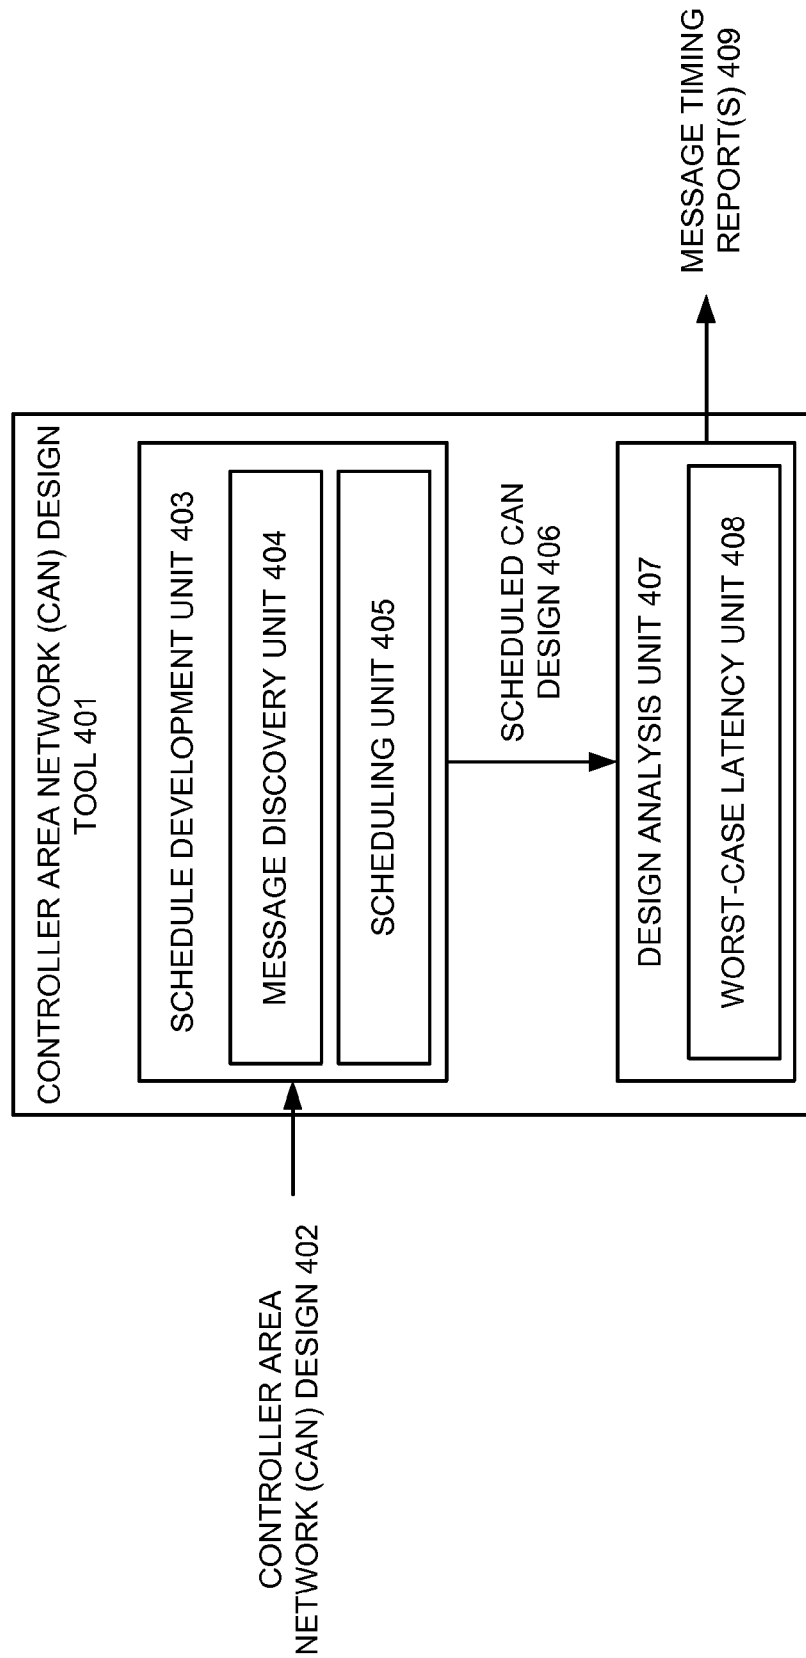 CONTROLLER AREA NETWORK (CAN) DESIGN
TOOL 401
CONTROLLER AREA
NETWORK (CAN) DESIGN 402
SCHEDULE DEVELOPMENT UNIT 403
MESSAGE DISCOVERY UNIT 404
SCHEDULING UNIT 405
SCHEDULED CAN
DESIGN 406
DESIGN ANALYSIS UNIT 407
WORST-CASE LATENCY UNIT 408
MESSAGE TIMING
REPORT(S) 409